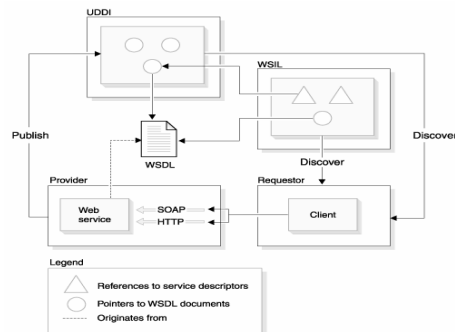 UDDI
WSIL
Publish
WSDL
Discover
Discover
Provider
Requestor
Web
service
SOAP
HTTP
Client
Legend
References to service descriptors
Pointers to WSDL documents
Originates from